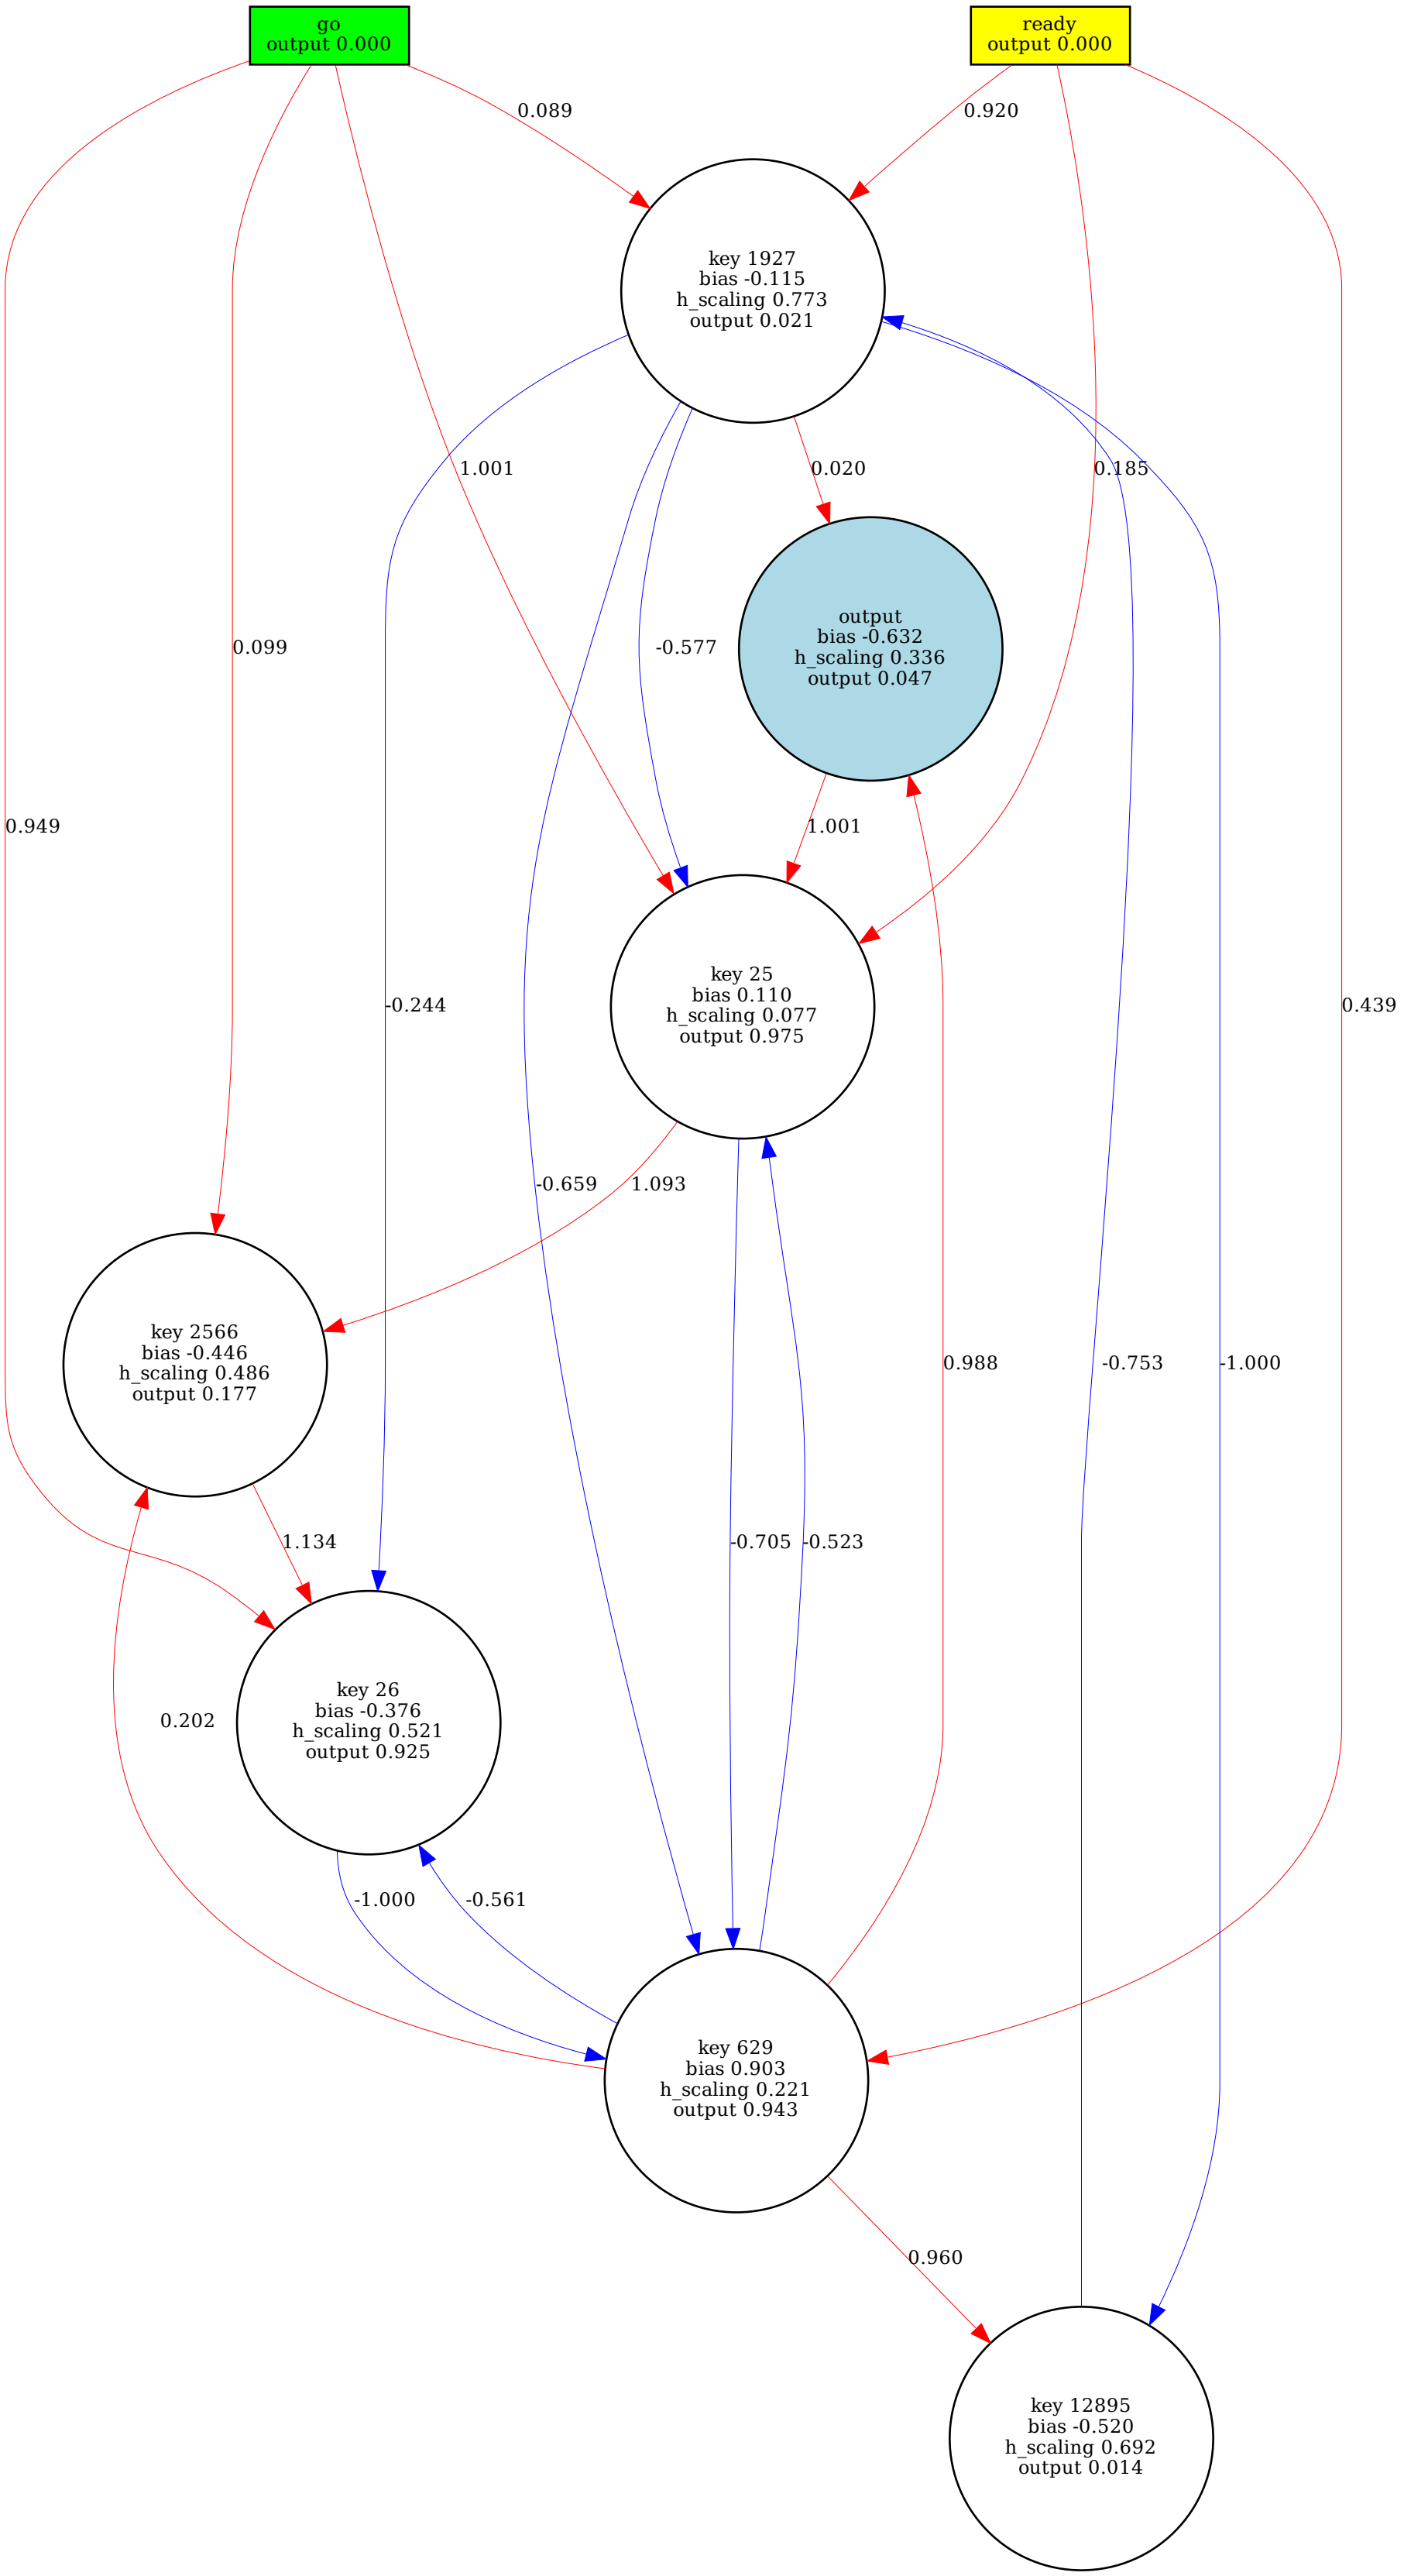 go
output 0.000
ready
output 0.000
0.089
0.920
key 1927
bias -0.115
h_scaling 0.773
output 0.021
1.001
0.020
0.185
0.099
-0.577
output
bias -0.632
h_scaling 0.336
output 0.047
0.949
1.001
-0.244
key 25
bias 0.110
h_scaling 0.077
output 0.975
0.439
-0.659
1.093
key 2566
bias -0.446
h_scaling 0.486
output 0.177
0.988
-0.753
-1.000
1.134
-0.705
-0.523
0.202
key 26
bias -0.376
h_scaling 0.521
output 0.925
-1.000
-0.561
key 629
bias 0.903
h_scaling 0.221
output 0.943
0.960
key 12895
bias -0.520
h_scaling 0.692
output 0.014